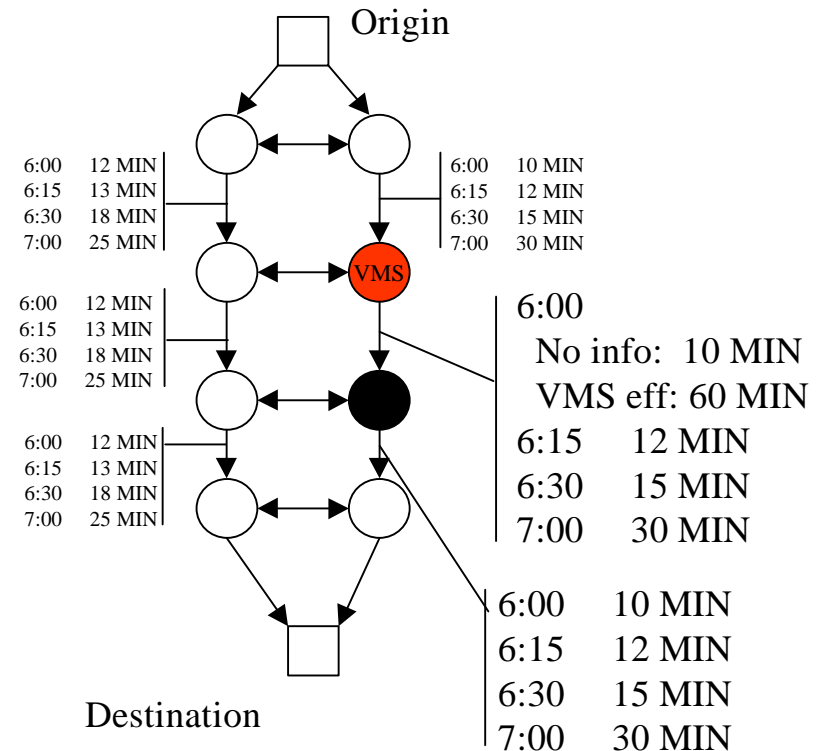 Origin
6:00 12 MIN
6:15 13 MIN
6:30 18 MIN
7:00 25 MIN
6:00 10 MIN
6:15 12 MIN
6:30 15 MIN
7:00 30 MIN
VMS
6:00 12 MIN
6:15 13 MIN
6:30 18 MIN
7:00 25 MIN
6:00
No info: 10 MIN
VMS eff: 60 MIN
6:15 12 MIN
6:30 15 MIN
7:00 30 MIN
6:00 12 MIN
6:15 13 MIN
6:30 18 MIN
7:00 25 MIN
6:00 10 MIN
6:15 12 MIN
6:30 15 MIN
7:00 30 MIN
Destination